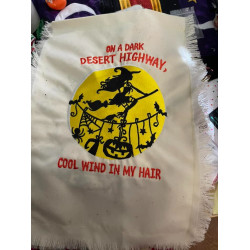 ON A DARK
DESERT HIGHWAY,
COOL WIND IN MY HAIR